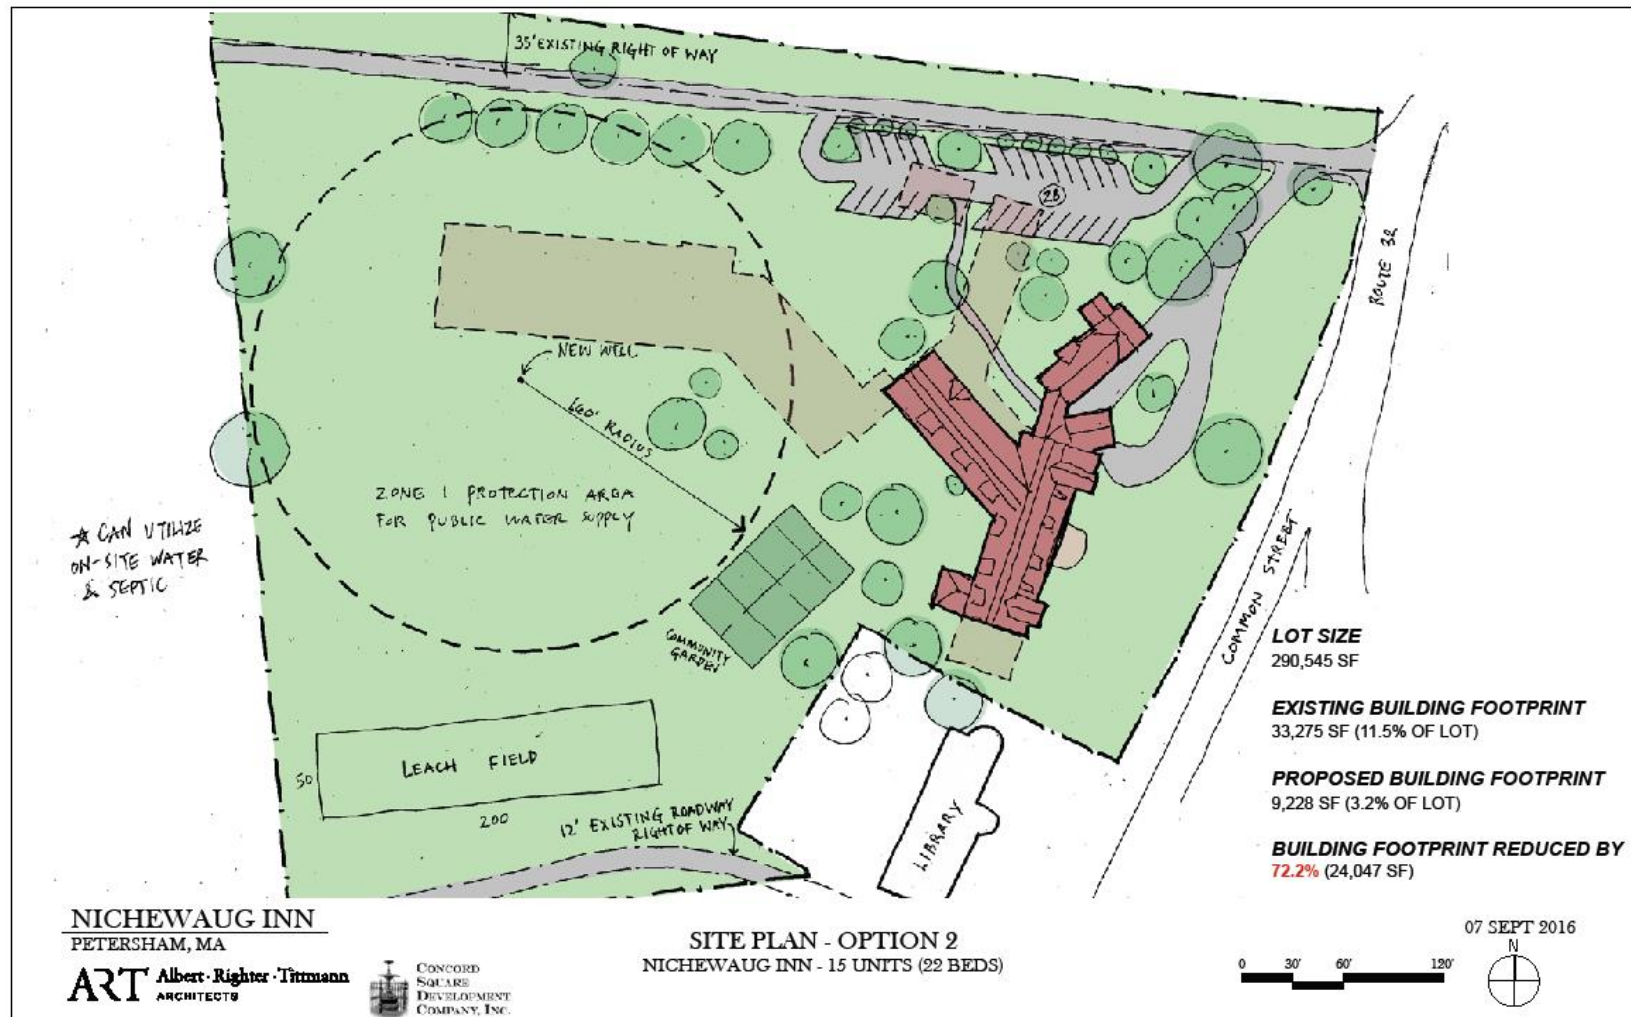 35' EXISTING RIGHT OF WAY
28
ROUTE 32
NEW WELL
160' RADIUS
ZONE 1 PROTECTION AREA
FOR PUBLIC WATER SUPPLY
* CAN UTILIZE
ON-SITE WATER
& SEPTIC
COMMUNITY
GARDEN
COMMON STREET
LEACH FIELD
50
200
12' EXISTING ROADWAY
RIGHT OF WAY
LIBRARY
LOT SIZE
290,545 SF
EXISTING BUILDING FOOTPRINT
33,275 SF (11.5% OF LOT)
PROPOSED BUILDING FOOTPRINT
9,228 SF (3.2% OF LOT)
BUILDING FOOTPRINT REDUCED BY
72.2% (24,047 SF)
NICHEWAUG INN
PETERSHAM, MA
ART Albert · Righter · Tittmann
ARCHITECTS
CONCORD
SQUARE
DEVELOPMENT
COMPANY, INC.
SITE PLAN - OPTION 2
NICHEWAUG INN - 15 UNITS (22 BEDS)
07 SEPT 2016
N
0 30' 60' 120'